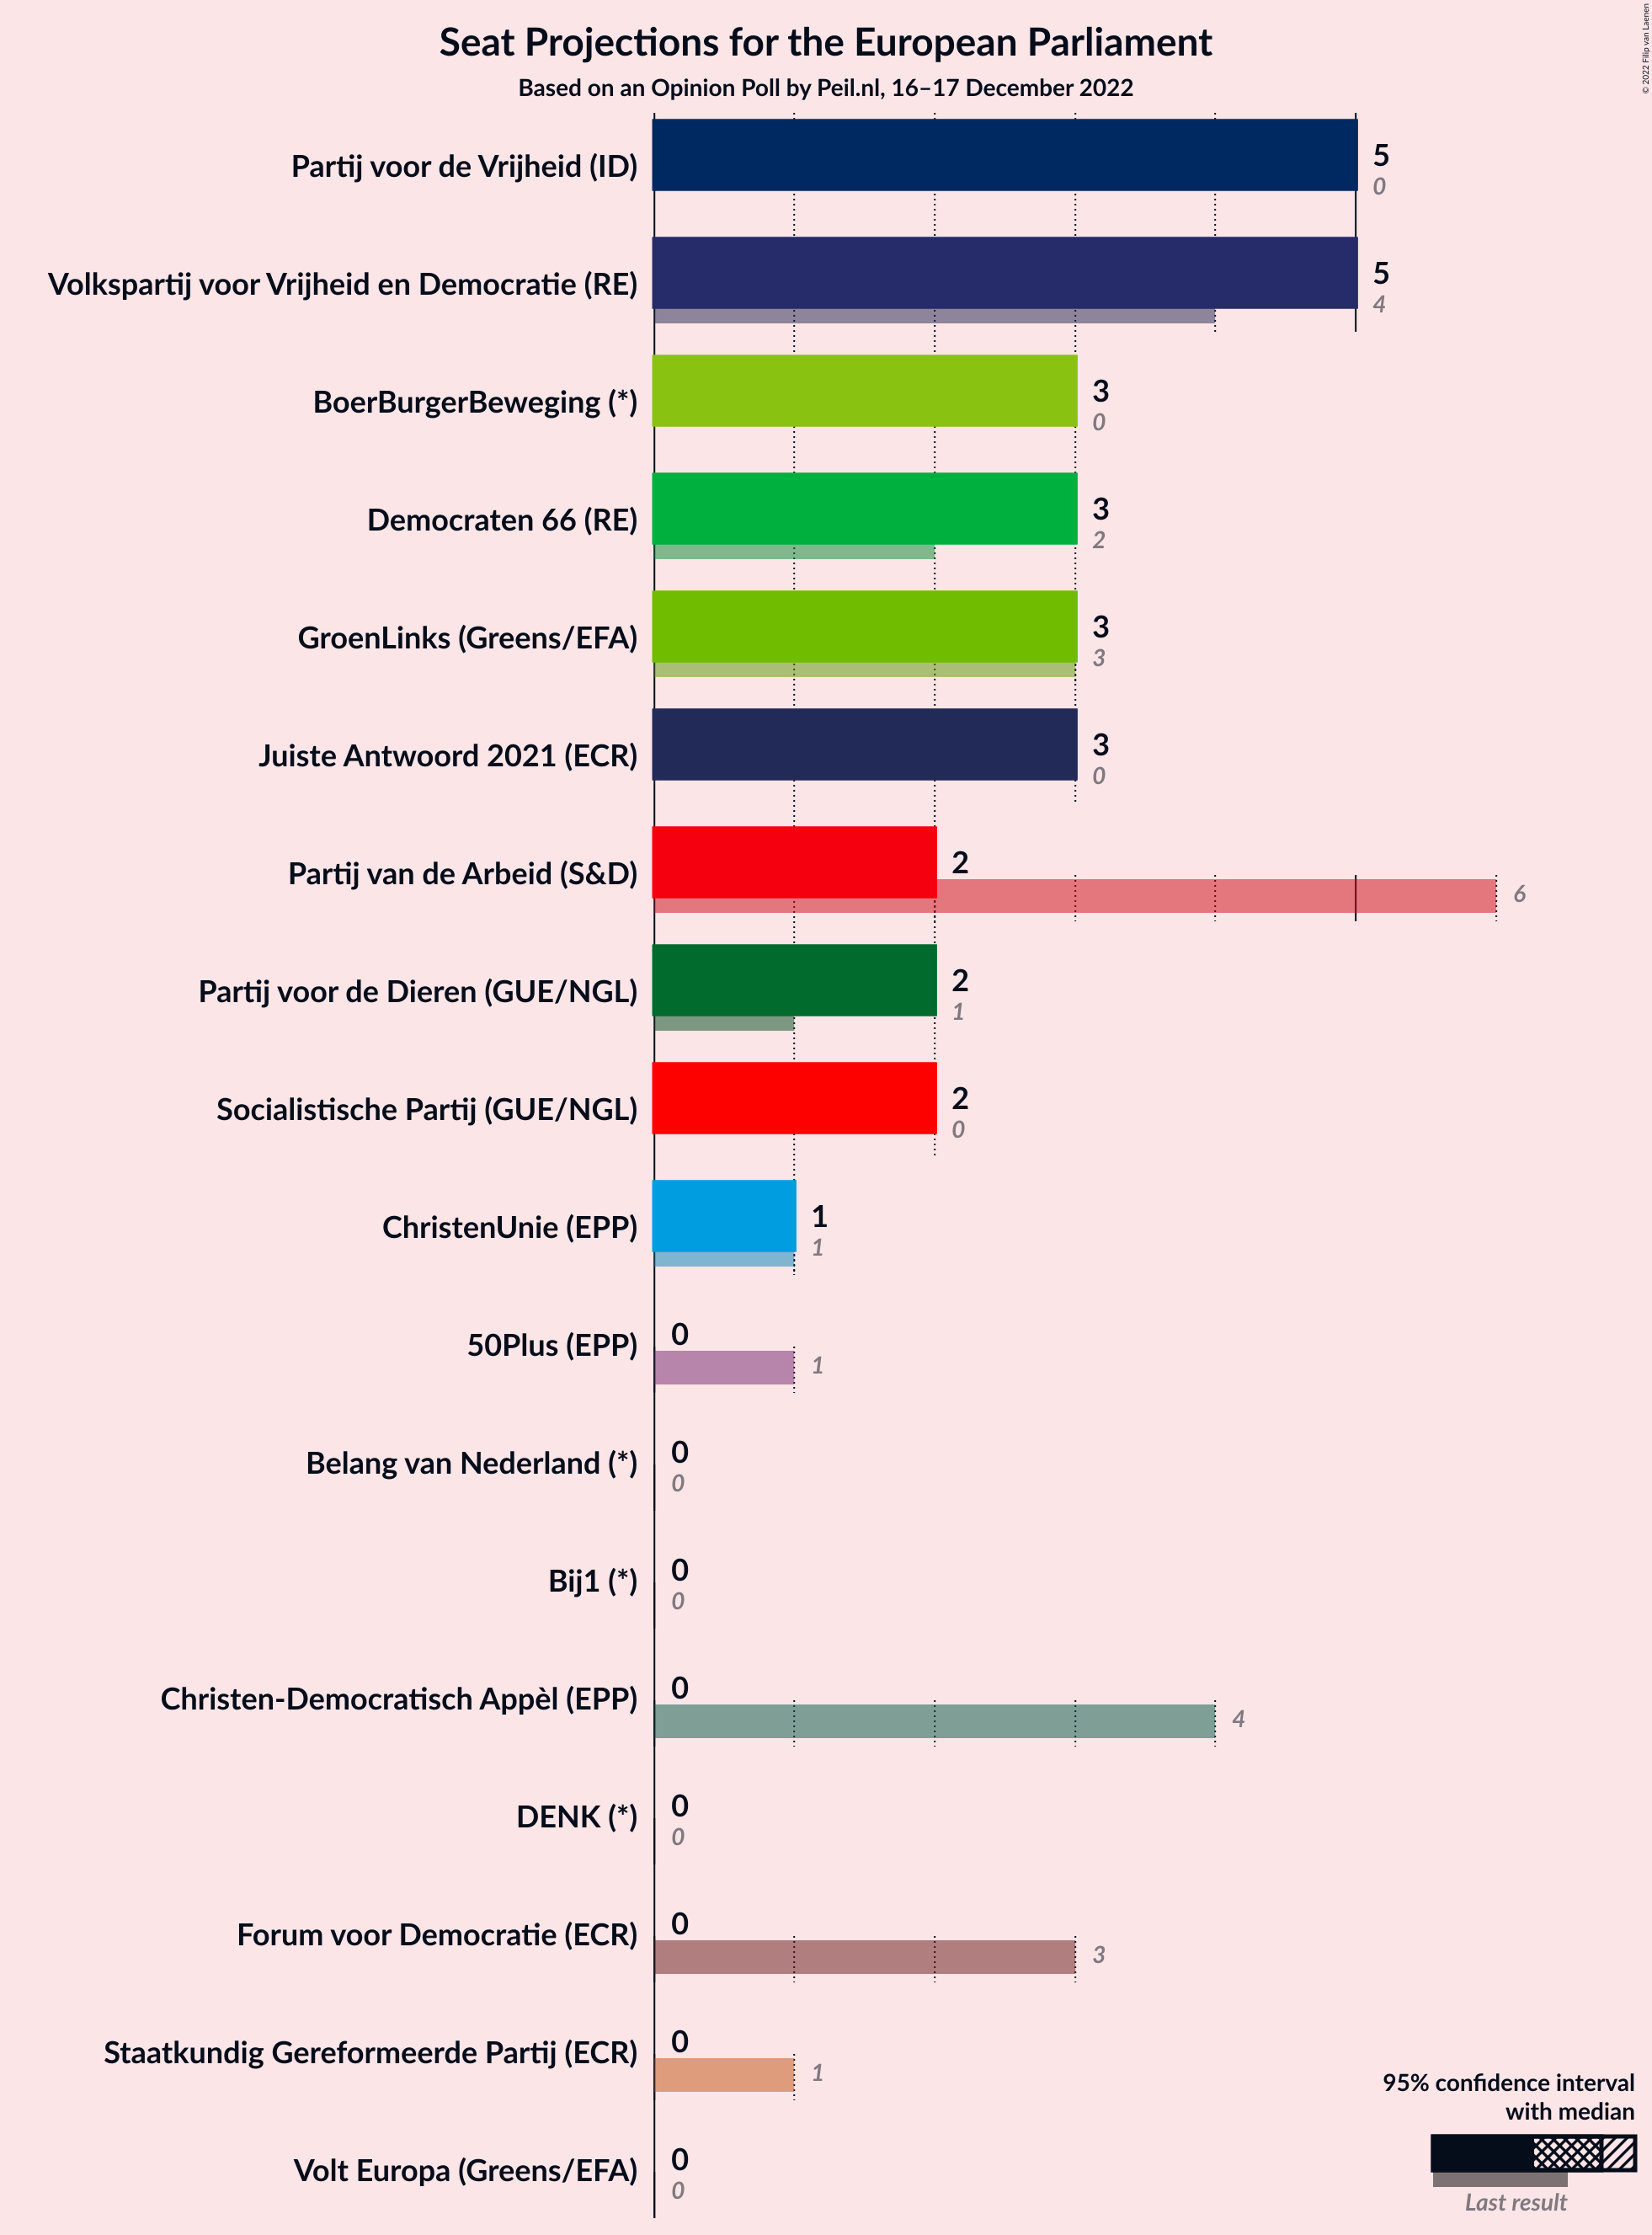 Seat Projections for the European Parliament
Based on an Opinion Poll by Peil.nl, 16–17 December 2022
© 2022 Filip van Laenen
Partij voor de Vrijheid (ID)
5
0
Volkspartij voor Vrijheid en Democratie (RE)
5
4
BoerBurgerBeweging (*)
3
0
Democraten 66 (RE)
3
2
GroenLinks (Greens/EFA)
3
3
Juiste Antwoord 2021 (ECR)
3
0
Partij van de Arbeid (S&D)
2
6
Partij voor de Dieren (GUE/NGL)
2
1
Socialistische Partij (GUE/NGL)
2
0
ChristenUnie (EPP)
1
1
50Plus (EPP)
0
1
Belang van Nederland (*)
0
0
Bij1 (*)
0
0
Christen-Democratisch Appèl (EPP)
0
4
DENK (*)
0
0
Forum voor Democratie (ECR)
0
3
Staatkundig Gereformeerde Partij (ECR)
0
1
Volt Europa (Greens/EFA)
0
0
95% confidence interval
with median
Last result